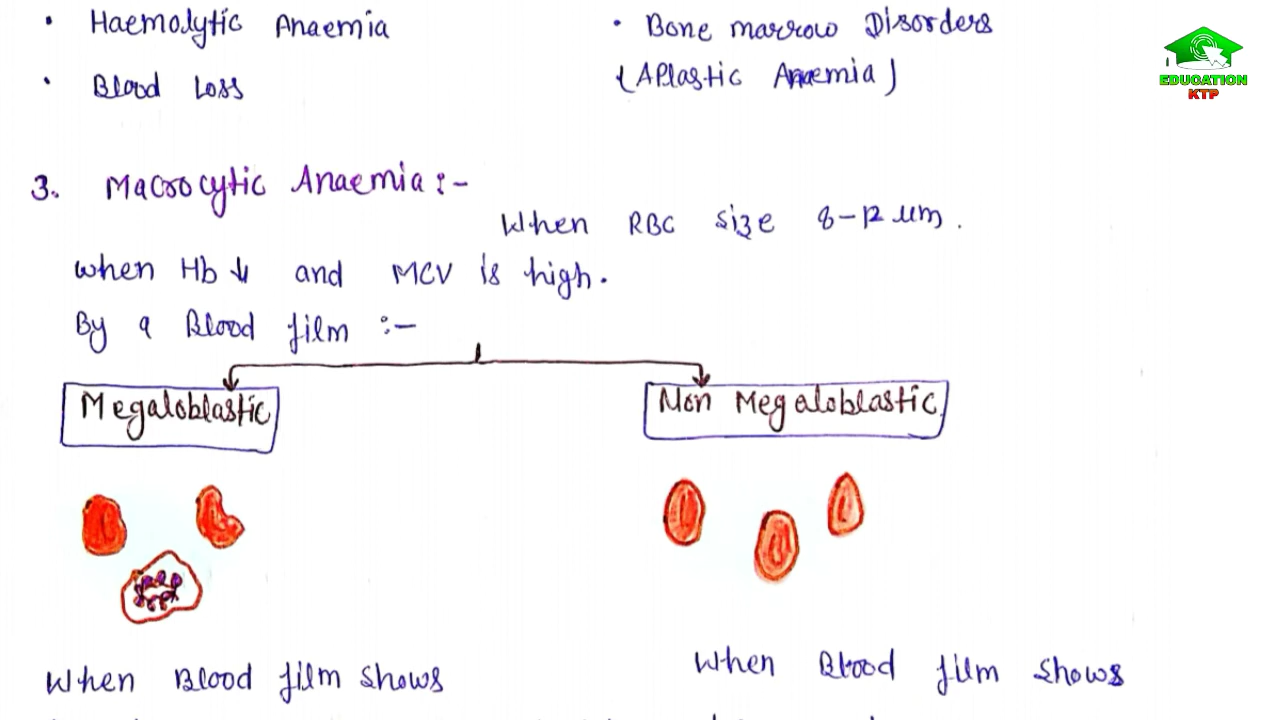 • Haemolytic Anaemia
• Blood Loss
• Bone marrow Disorders
(APlastic Anaemia)
EDUCATION
KTP
3. Macrocytic Anaemia :-
When RBC size 8-12 um.
when Hb ↓ and MCV is high.
By a Blood film :-
Megaloblastic
Non Megaloblastic
When Blood film shows
When Blood film shows